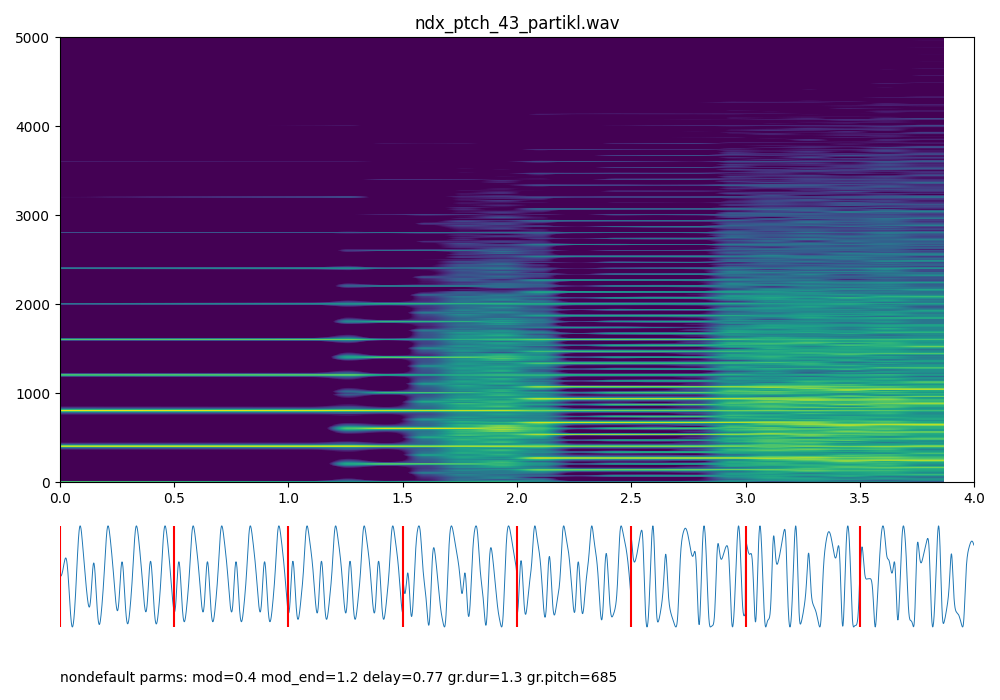 ndx_ptch_43_partikl.wav
5000
4000
3000
2000
1000
0
0.0 0.5 1.0 1.5 2.0 2.5 3.0 3.5 4.0
nondefault parms: mod=0.4 mod_end=1.2 delay=0.77 gr.dur=1.3 gr.pitch=685